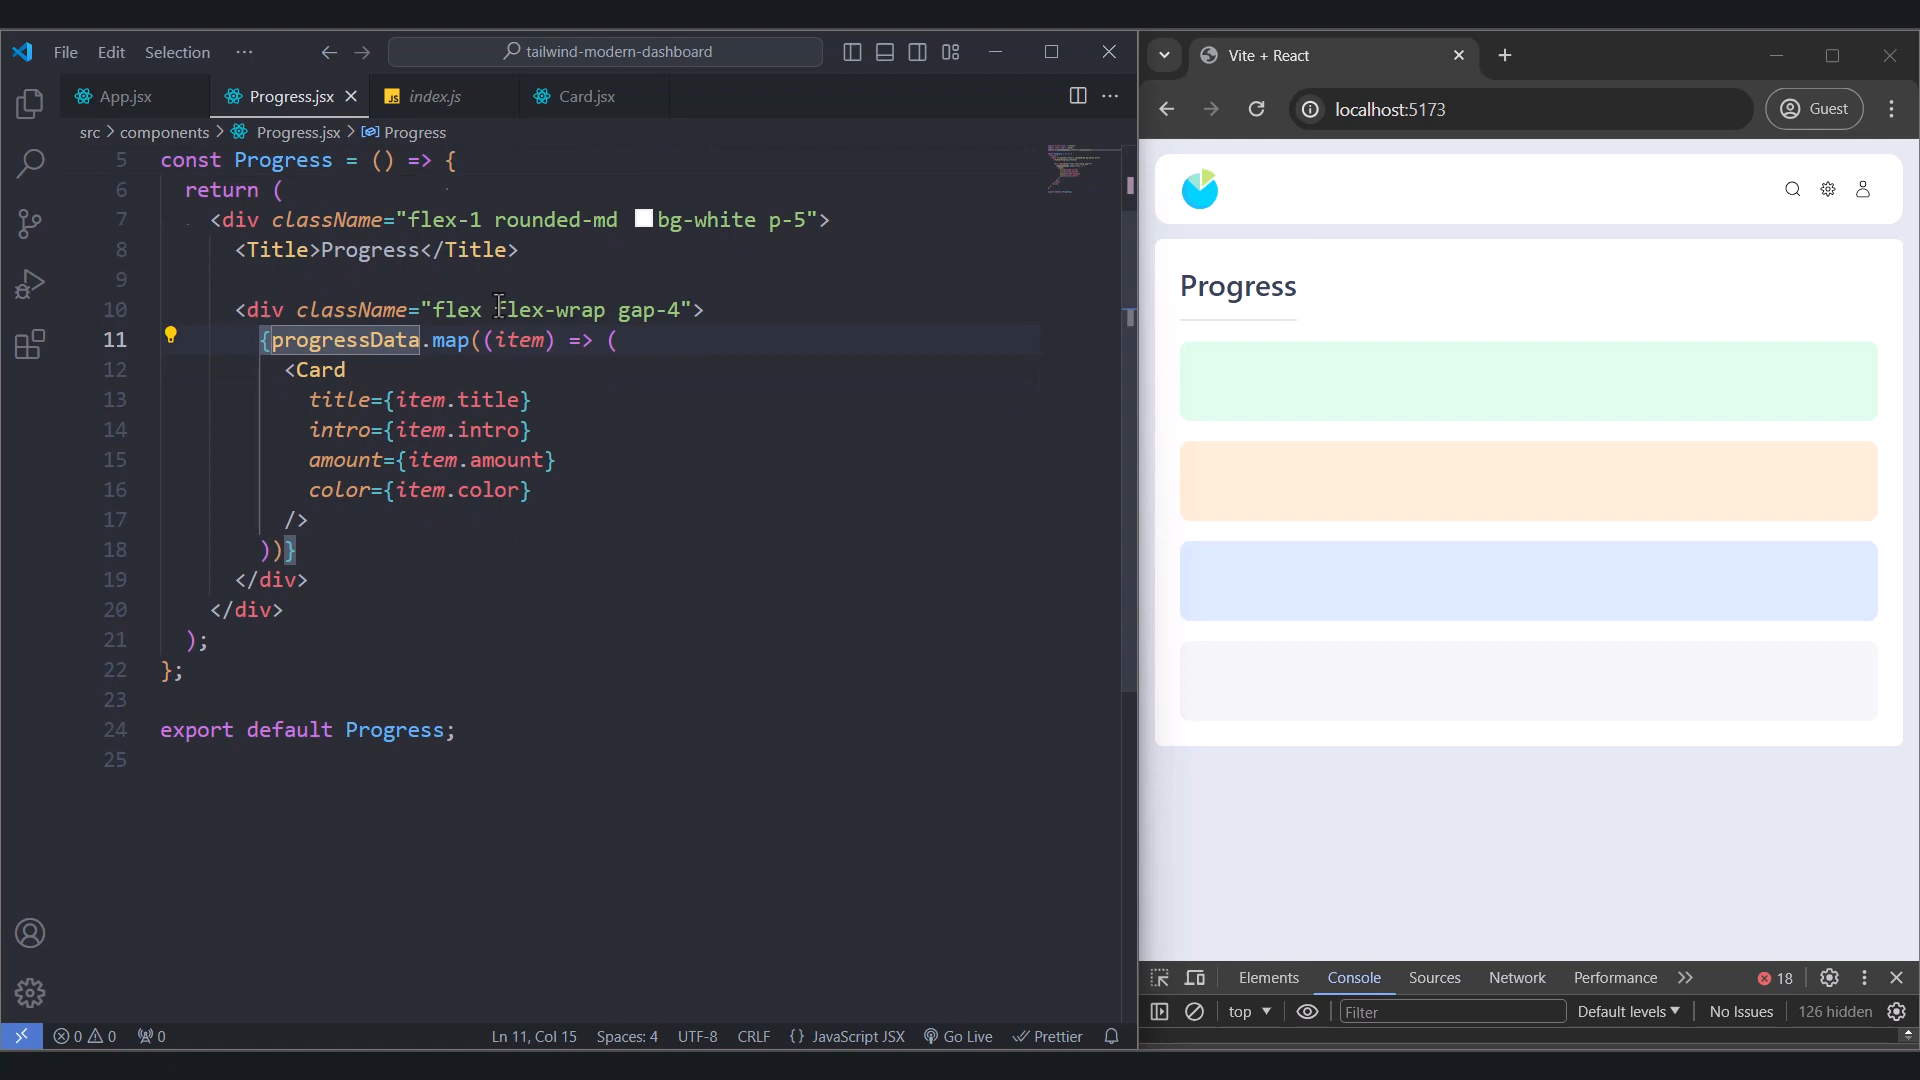 File Edit Selection ··· tailwind-modern-dashboard
App.jsx Progress.jsx index.js Card.jsx
src > components > Progress.jsx > Progress
5 const Progress = () => {
6 return (
7 <div className="flex-1 rounded-md bg-white p-5">
8 <Title>Progress</Title>
9
10 <div className="flex flex-wrap gap-4">
11 {progressData.map((item) => (
12 <Card
13 title={item.title}
14 intro={item.intro}
15 amount={item.amount}
16 color={item.color}
17 />
18 ))}
19 </div>
20 </div>
21 );
22 };
23
24 export default Progress;
25
0 0 0 Ln 11, Col 15 Spaces: 4 UTF-8 CRLF {} JavaScript JSX Go Live Prettier
Vite + React
localhost:5173 Guest
Progress
Elements Console Sources Network Performance 18
top Filter Default levels No Issues 126 hidden